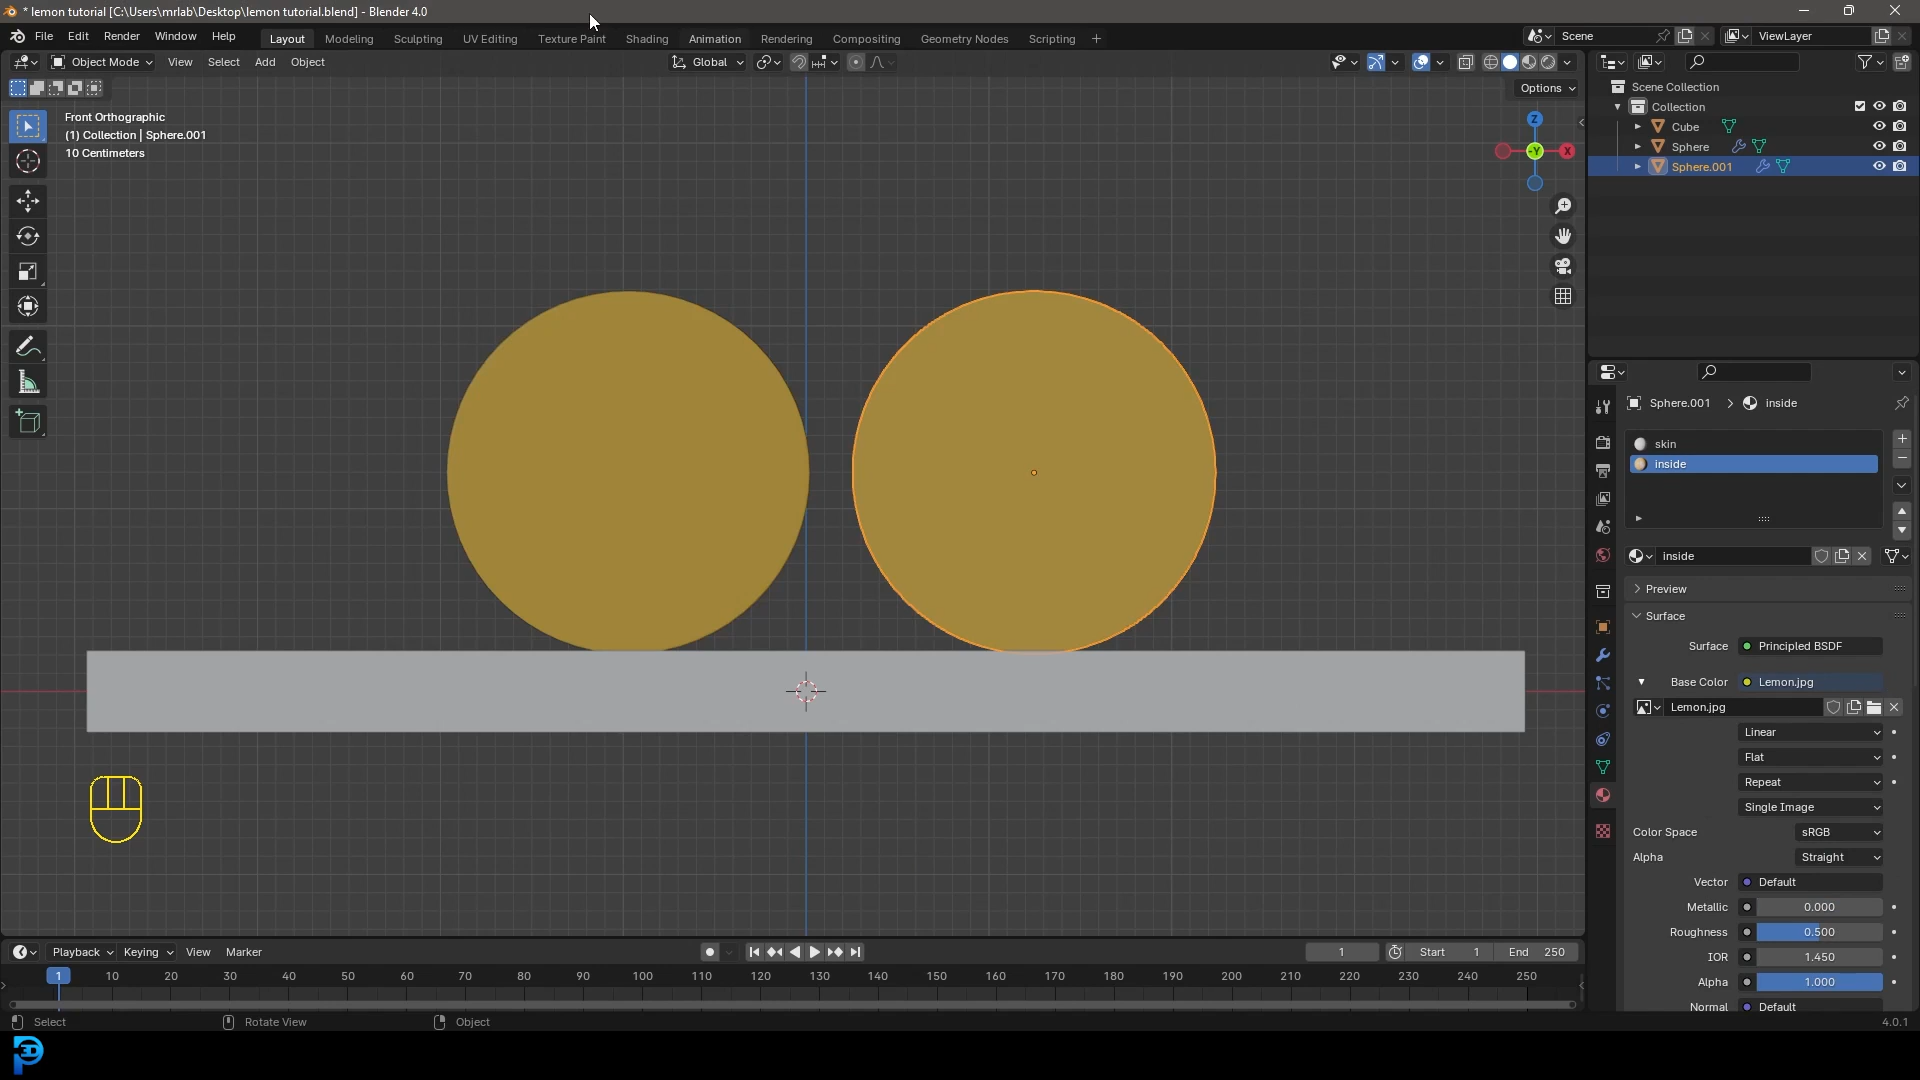 * lemon tutorial [C:\Users\mrlab\Desktop\lemon tutorial.blend] - Blender 4.0
File Edit Render Window Help Layout Modeling Sculpting UV Editing Texture Paint Shading Animation Rendering Compositing Geometry Nodes Scripting + Scene ViewLayer
Object Mode View Select Add Object Global
Options
Front Orthographic
(1) Collection | Sphere.001
10 Centimeters
Z
-Y
X
Scene Collection
Collection
Cube
Sphere
Sphere.001
Sphere.001 > inside
skin
inside
inside
Preview
Surface
Surface Principled BSDF
Base Color Lemon.jpg
Lemon.jpg
Linear
Flat
Repeat
Single Image
Color Space sRGB
Alpha Straight
Vector Default
Metallic 0.000
Roughness 0.500
IOR 1.450
Alpha 1.000
Normal Default
Playback Keying View Marker 1 Start 1 End 250
1 10 20 30 40 50 60 70 80 90 100 110 120 130 140 150 160 170 180 190 200 210 220 230 240 250
Select Rotate View Object 4.0.1